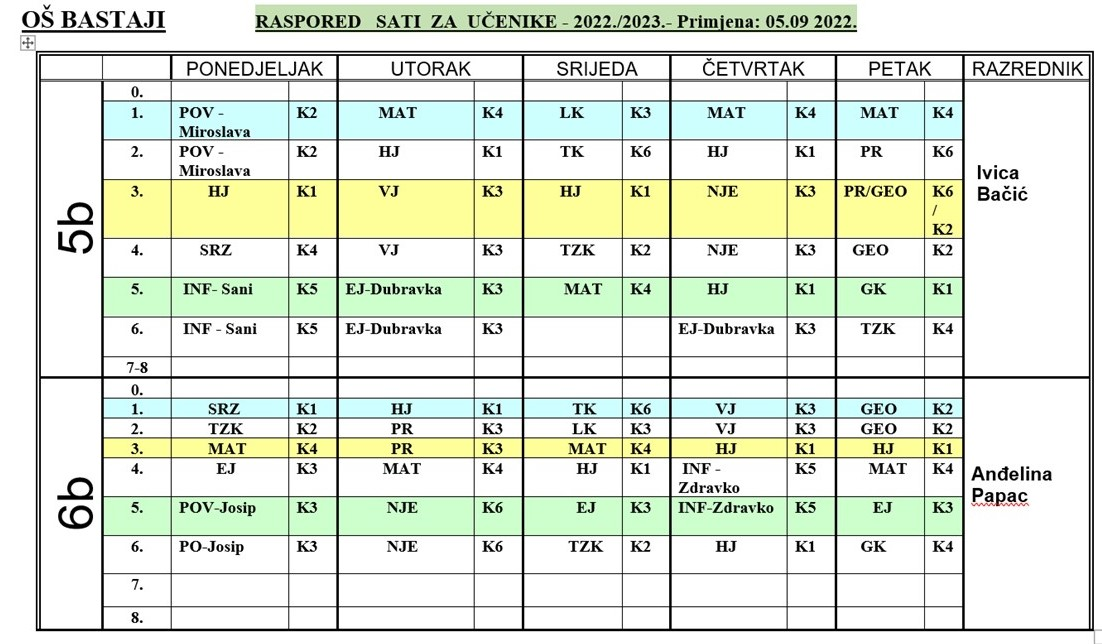 OŠ BASTAJI RASPORED SATI ZA UČENIKE - 2022./2023.- Primjena: 05.09 2022.
PONEDJELJAK UTORAK SRIJEDA ČETVRTAK PETAK RAZREDNIK
5b
0.
1. POV - Miroslava K2 MAT K4 LK K3 MAT K4 MAT K4
2. POV - Miroslava K2 HJ K1 TK K6 HJ K1 PR K6
3. HJ K1 VJ K3 HJ K1 NJE K3 PR/GEO K6 / K2
4. SRZ K4 VJ K3 TZK K2 NJE K3 GEO K2
5. INF- Sani K5 EJ-Dubravka K3 MAT K4 HJ K1 GK K1
6. INF - Sani K5 EJ-Dubravka K3 EJ-Dubravka K3 TZK K4
7-8
Ivica
Bačić
6b
0.
1. SRZ K1 HJ K1 TK K6 VJ K3 GEO K2
2. TZK K2 PR K3 LK K3 VJ K3 GEO K2
3. MAT K4 PR K3 MAT K4 HJ K1 HJ K1
4. EJ K3 MAT K4 HJ K1 INF - Zdravko K5 MAT K4
5. POV-Josip K3 NJE K6 EJ K3 INF-Zdravko K5 EJ K3
6. PO-Josip K3 NJE K6 TZK K2 HJ K1 GK K4
7.
8.
Anđelina
Papac